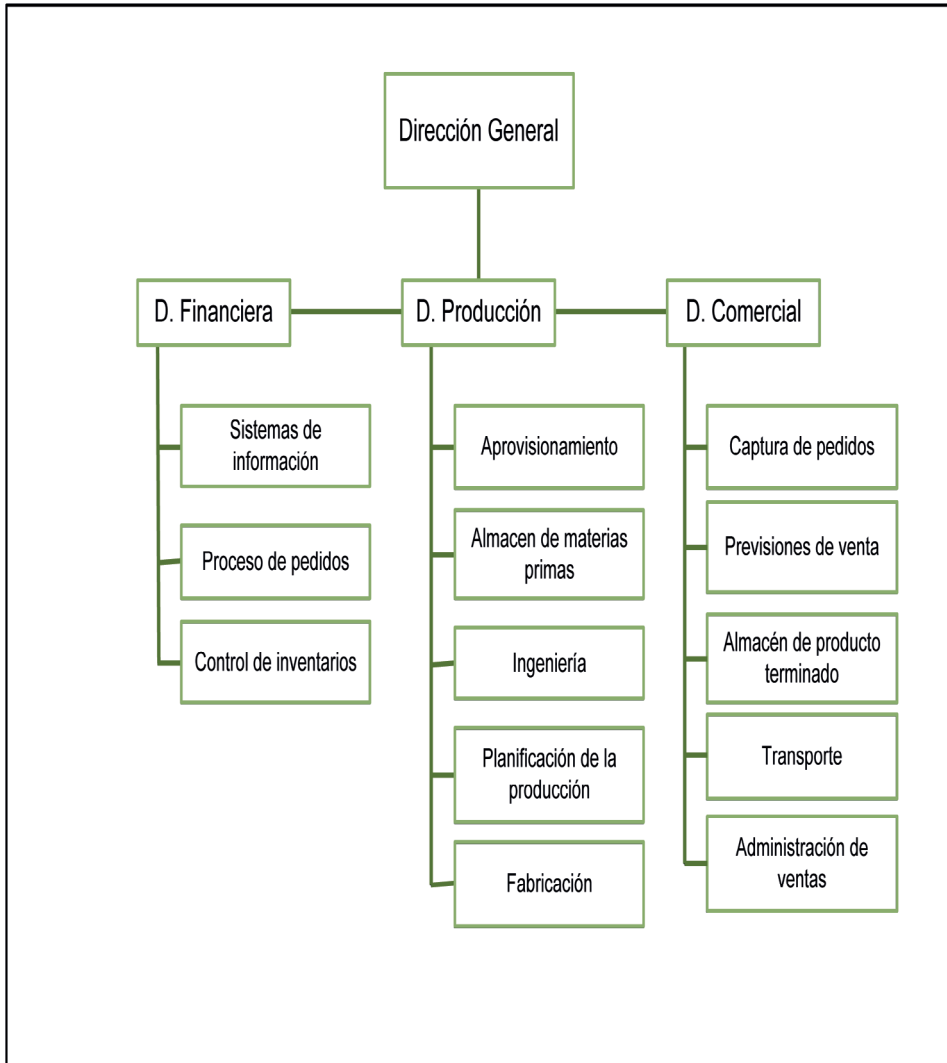 Dirección General
D. Financiera
D. Producción
D. Comercial
Sistemas de
información
Proceso de pedidos
Control de inventarios
Aprovisionamiento
Almacen de materias
primas
Ingeniería
Planificación de la
producción
Fabricación
Captura de pedidos
Previsiones de venta
Almacén de producto
terminado
Transporte
Administración de
ventas